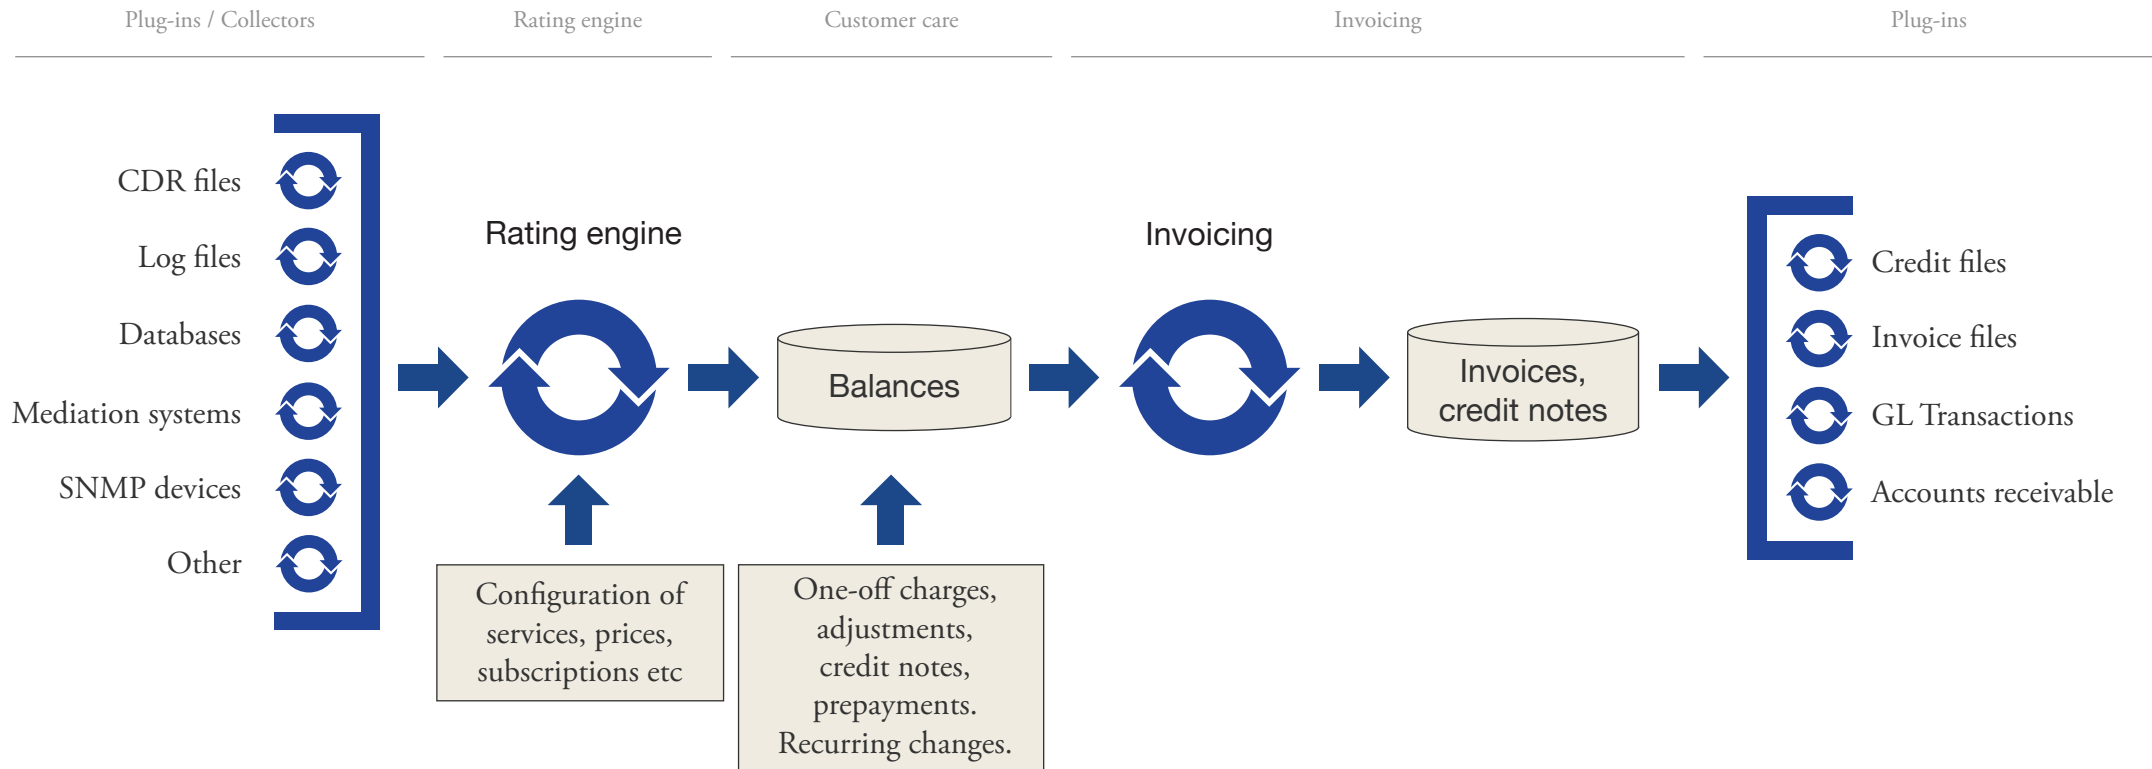 Plug-ins / Collectors
Rating engine
Customer care
Invoicing
Plug-ins
CDR files
Log files
Databases
Mediation systems
SNMP devices
Other
Rating engine
Configuration of
services, prices,
subscriptions etc
Balances
One-off charges,
adjustments,
credit notes,
prepayments.
Recurring changes.
Invoicing
Invoices,
credit notes
Credit files
Invoice files
GL Transactions
Accounts receivable